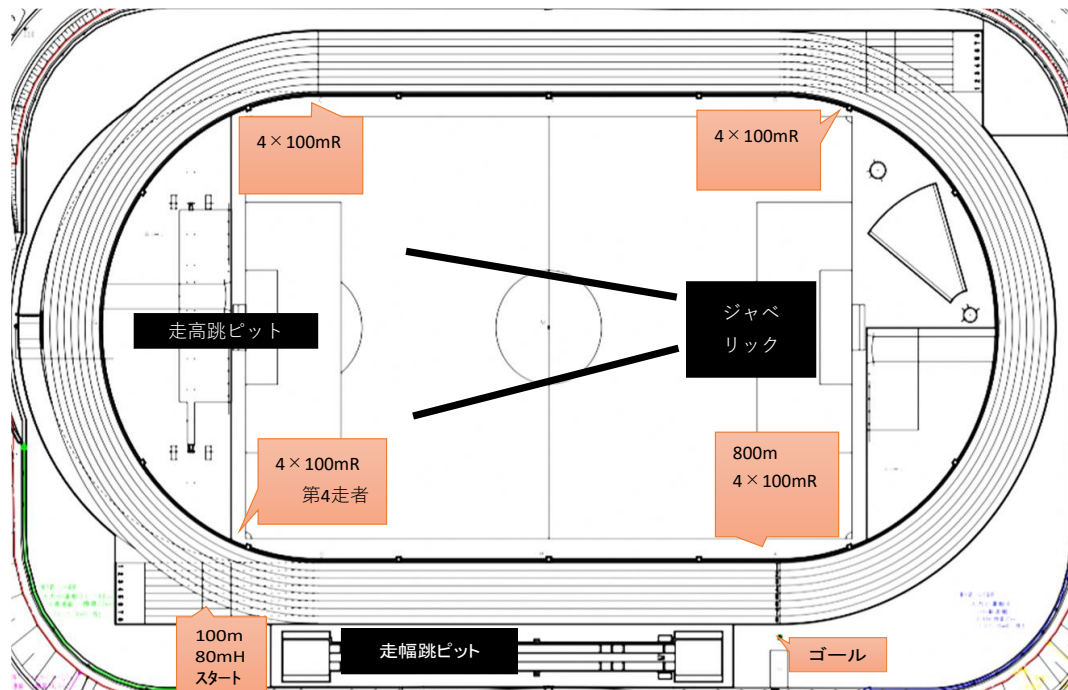 4×100mR
4×100mR
ジャベ
リック
走高跳ピット
4×100mR
第4走者
800m
4×100mR
100m
80mH
スタート
走幅跳ピット
ゴール